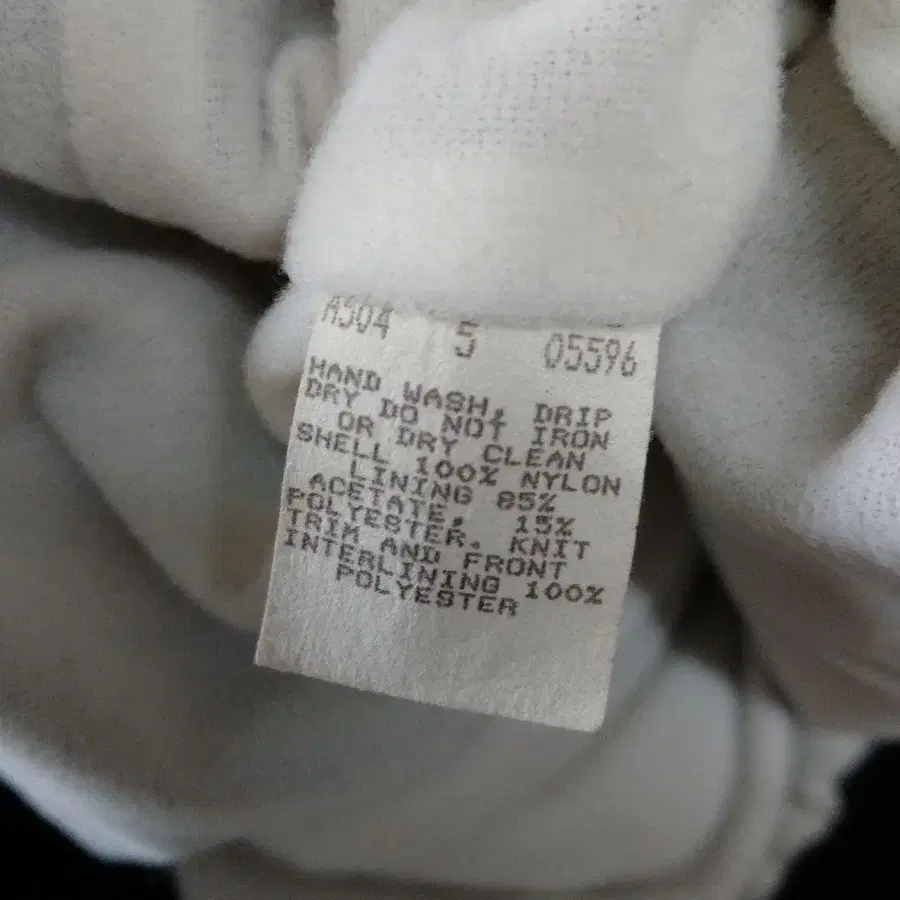 A504 5 05596
HAND WASH, DRIP
DRY DO NOT IRON
OR DRY CLEAN
SHELL 100% NYLON
LINING 85%
ACETATE, 15%
POLYESTER. KNIT
TRIM AND FRONT
INTERLINING 100%
POLYESTER